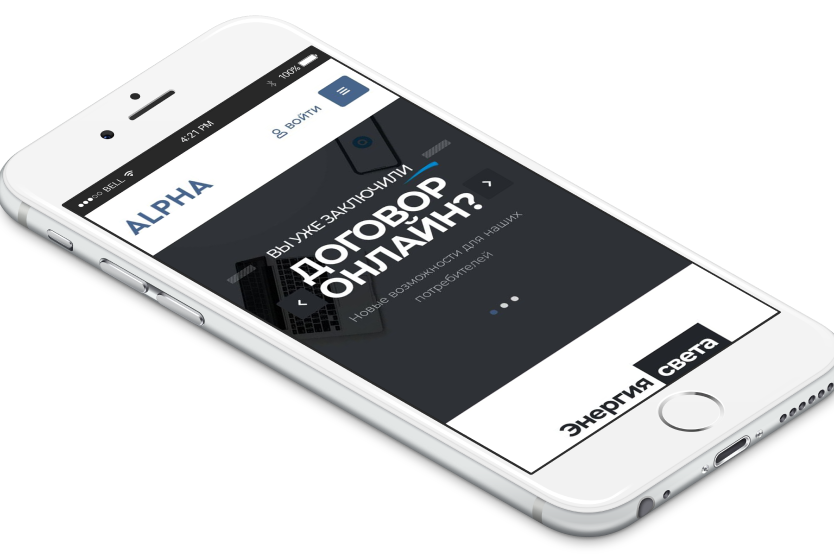 BELL 4:21 PM 100%
ALPHA ВОЙТИ
ВЫ УЖЕ ЗАКЛЮЧИЛИ
ДОГОВОР
ОНЛАЙН?
Новые возможности для наших
потребителей
Энергия света